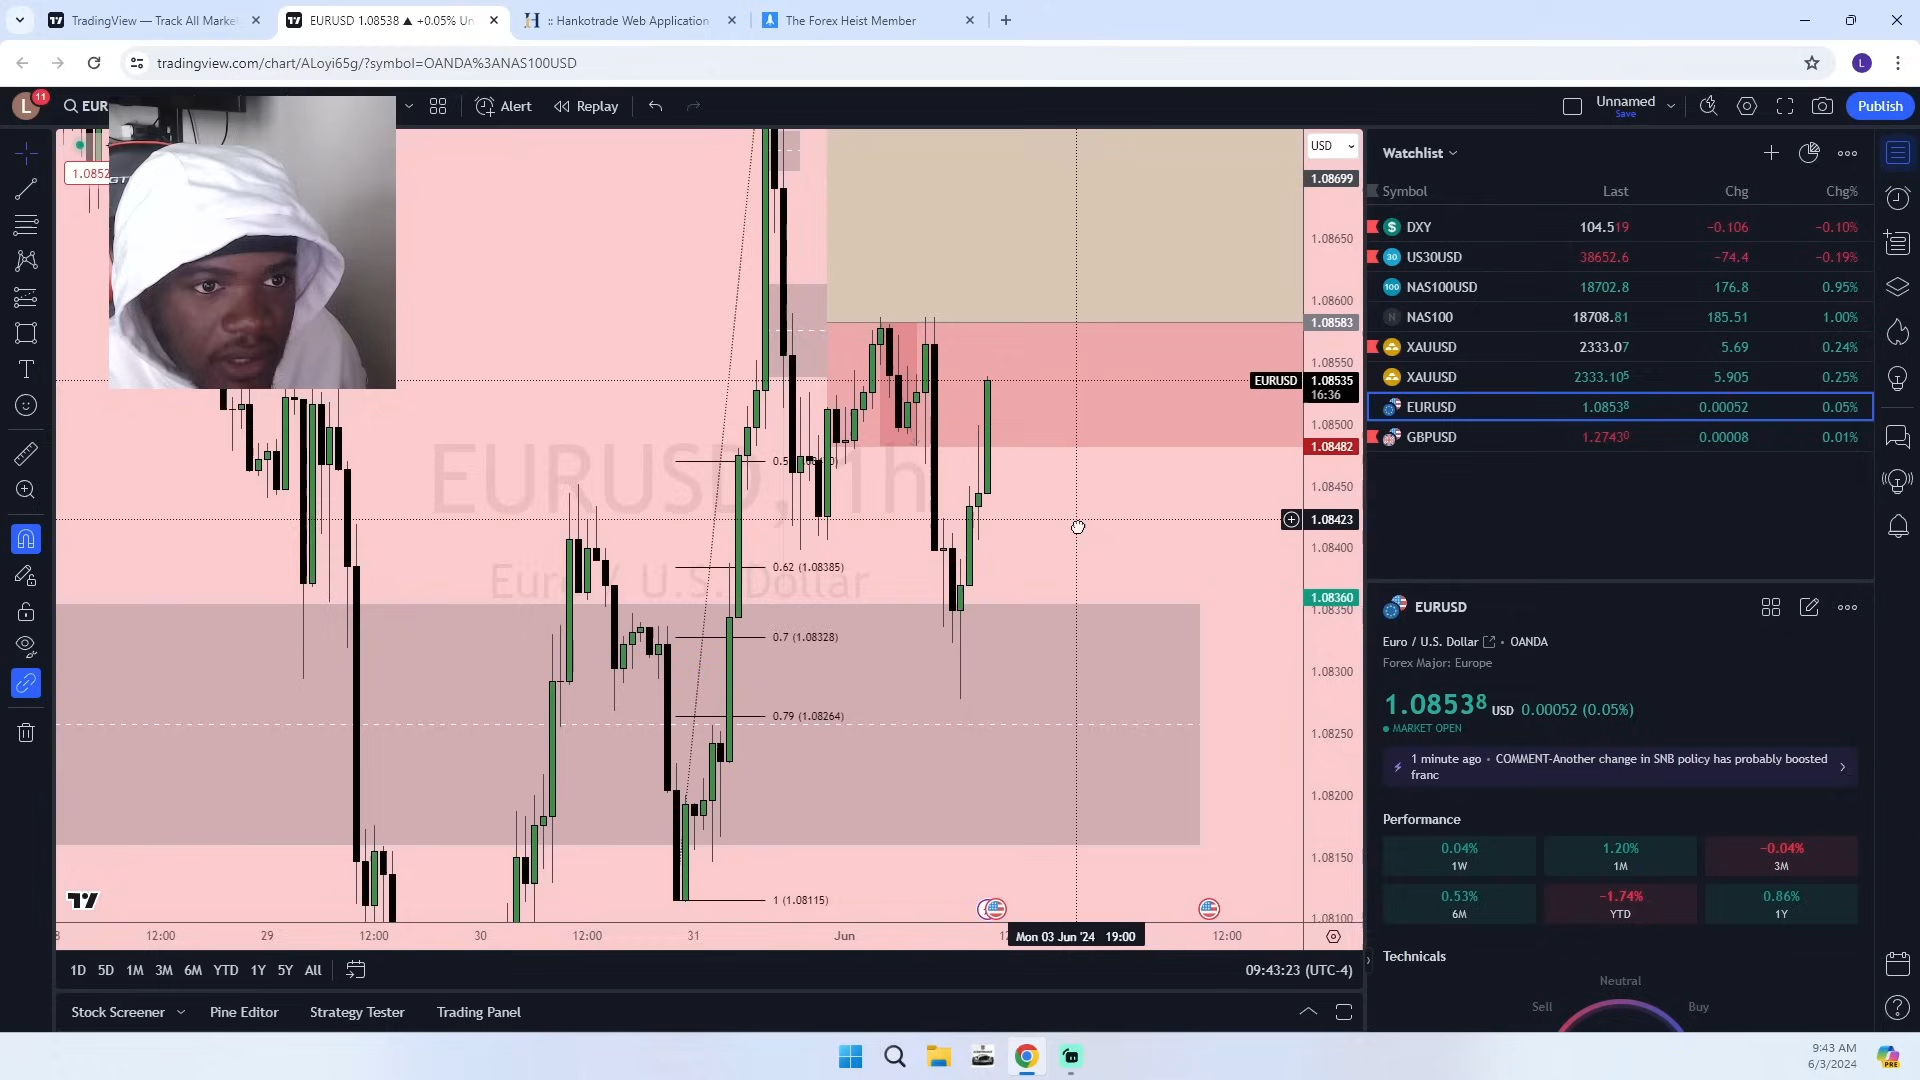 TradingView — Track All Marke
EURUSD 1.08538 ▲ +0.05% Un
:: Hankotrade Web Application
The Forex Heist Member
tradingview.com/chart/ALoyi65g/?symbol=OANDA%3ANAS100USD
L
L
11
EUR
Alert
Replay
Unnamed
Save
Publish
1.0852
USD
1.08699
1.08650
1.08600
1.08583
1.08550
EURUSD 1.08535
16:36
1.08500
1.08482
1.08450
1.08423
1.08400
1.08360
1.08350
1.08300
1.08250
1.08200
1.08150
1.08100
EURUSD, 1h
Euro / U.S. Dollar
0.62 (1.08385)
0.7 (1.08328)
0.79 (1.08264)
1 (1.08115)
12:00 29 12:00 30 12:00 31 Jun Mon 03 Jun '24 19:00 12:00
1D 5D 1M 3M 6M YTD 1Y 5Y All
09:43:23 (UTC-4)
Stock Screener Pine Editor Strategy Tester Trading Panel
Watchlist
Symbol Last Chg Chg%
DXY 104.519 −0.106 −0.10%
US30USD 38652.6 −74.4 −0.19%
NAS100USD 18702.8 176.8 0.95%
NAS100 18708.81 185.51 1.00%
XAUUSD 2333.07 5.69 0.24%
XAUUSD 2333.105 5.905 0.25%
EURUSD 1.08538 0.00052 0.05%
GBPUSD 1.27430 0.00008 0.01%
EURUSD
Euro / U.S. Dollar • OANDA
Forex Major: Europe
1.08538 USD 0.00052 (0.05%)
MARKET OPEN
1 minute ago • COMMENT-Another change in SNB policy has probably boosted
franc
Performance
0.04% 1.20% −0.04%
1W 1M 3M
0.53% −1.74% 0.86%
6M YTD 1Y
Technicals
Neutral
Sell Buy
9:43 AM
6/3/2024